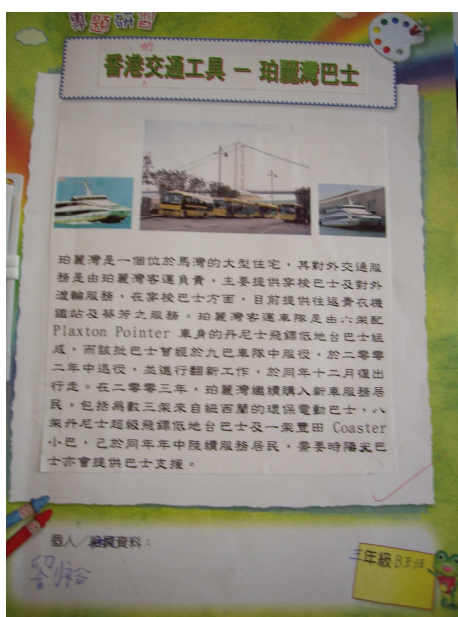 專題研習
的
香港交通工具 － 珀麗灣巴士
珀麗灣是一個位於馬灣的大型住宅，其對外交通服
務是由珀麗灣客運負責，主要提供穿梭巴士及對外
渡輪服務，在穿梭巴士方面，目前提供往返青衣機
鐵站及葵芳之服務。珀麗灣客運車隊是由六架配
Plaxton Pointer 車身的丹尼士飛鏢低地台巴士組
成，而該批巴士曾經於九巴車隊中服役，於二零零
二年中退役，並進行翻新工作，於同年十二月復出
行走。在二零零三年，珀麗灣繼續購入新車服務居
民，包括為數三架來自紐西蘭的環保電動巴士，八
架丹尼士超級飛鏢低地台巴士及一架豐田 Coaster
小巴，已於同年年中陸續服務居民，需要時陽光巴
士亦會提供巴士支援。
個人／組員資料：
三年級 B班